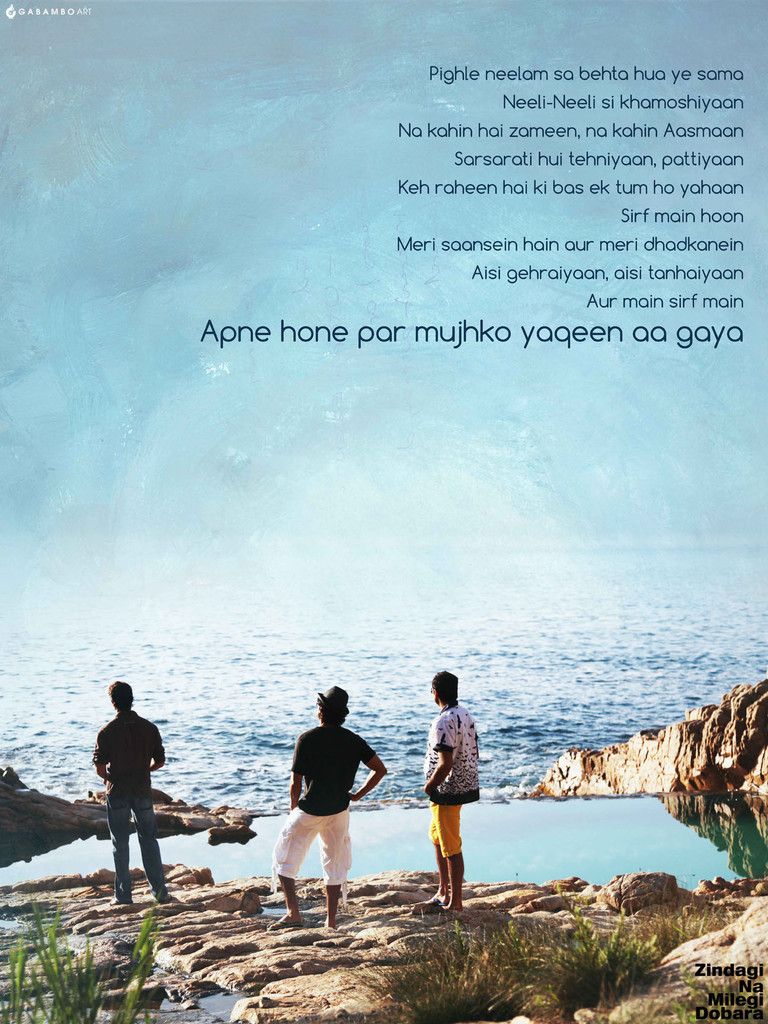 GABAMBOART
Pighle neelam sa behta hua ye sama
Neeli-Neeli si khamoshiyaan
Na kahin hai zameen, na kahin Aasmaan
Sarsarati hui tehniyaan, pattiyaan
Keh raheen hai ki bas ek tum ho yahaan
Sirf main hoon
Meri saansein hain aur meri dhadkanein
Aisi gehraiyaan, aisi tanhaiyaan
Aur main sirf main
Apne hone par mujhko yaqeen aa gaya
Zindagi
Na
Milegi
Dobara